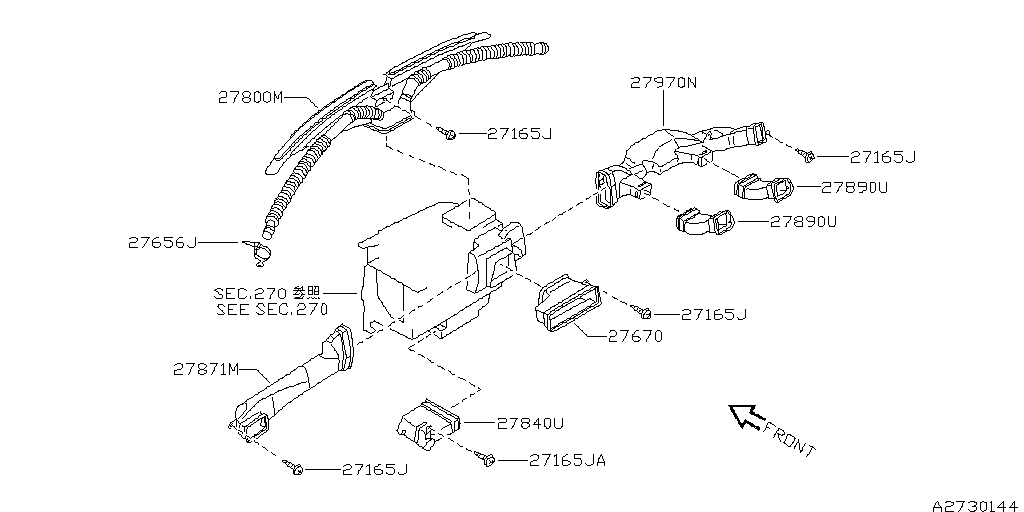 27970N
27800M
27165J
27165J
27890U
27890U
27656J
SEC.270 参照
SEE SEC.270
27165J
27670
27871M
27840U
FRONT
27165J
27165JA
A2730144